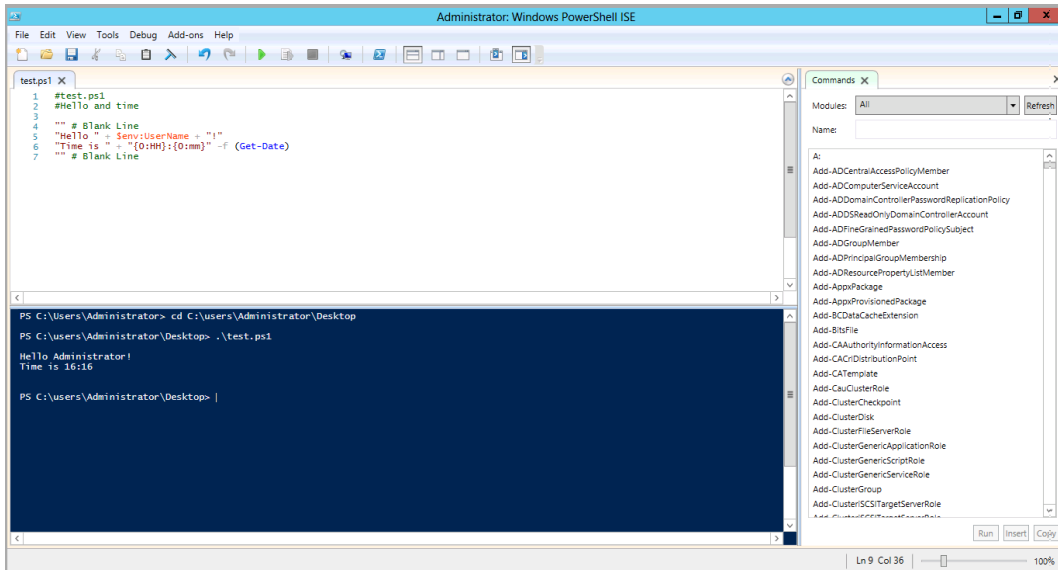 Administrator: Windows PowerShell ISE
File Edit View Tools Debug Add-ons Help
test.ps1
1 #test.ps1
2 #Hello and time
3
4 "" # Blank Line
5 "Hello " + $env:UserName + "!"
6 "Time is " + "{0:HH}:{0:mm}" -f (Get-Date)
7 "" # Blank Line
PS C:\Users\Administrator> cd C:\users\Administrator\Desktop
PS C:\users\Administrator\Desktop> .\test.ps1
Hello Administrator!
Time is 16:16
PS C:\users\Administrator\Desktop>
Commands
Modules: All Refresh
Name:
A:
Add-ADCentralAccessPolicyMember
Add-ADComputerServiceAccount
Add-ADDomainControllerPasswordReplicationPolicy
Add-ADDSReadOnlyDomainControllerAccount
Add-ADFineGrainedPasswordPolicySubject
Add-ADGroupMember
Add-ADPrincipalGroupMembership
Add-ADResourcePropertyListMember
Add-AppxPackage
Add-AppxProvisionedPackage
Add-BCDataCacheExtension
Add-BitsFile
Add-CAAuthorityInformationAccess
Add-CACrlDistributionPoint
Add-CATemplate
Add-CauClusterRole
Add-ClusterCheckpoint
Add-ClusterDisk
Add-ClusterFileServerRole
Add-ClusterGenericApplicationRole
Add-ClusterGenericScriptRole
Add-ClusterGenericServiceRole
Add-ClusterGroup
Add-ClusteriSCSITargetServerRole
Run Insert Copy
Ln 9 Col 36 100%